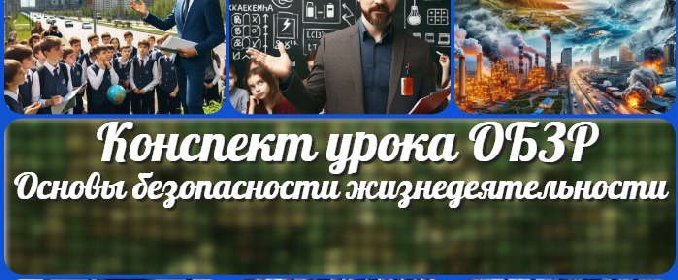 Конспект урока ОБЗР
Основы безопасности жизнедеятельности